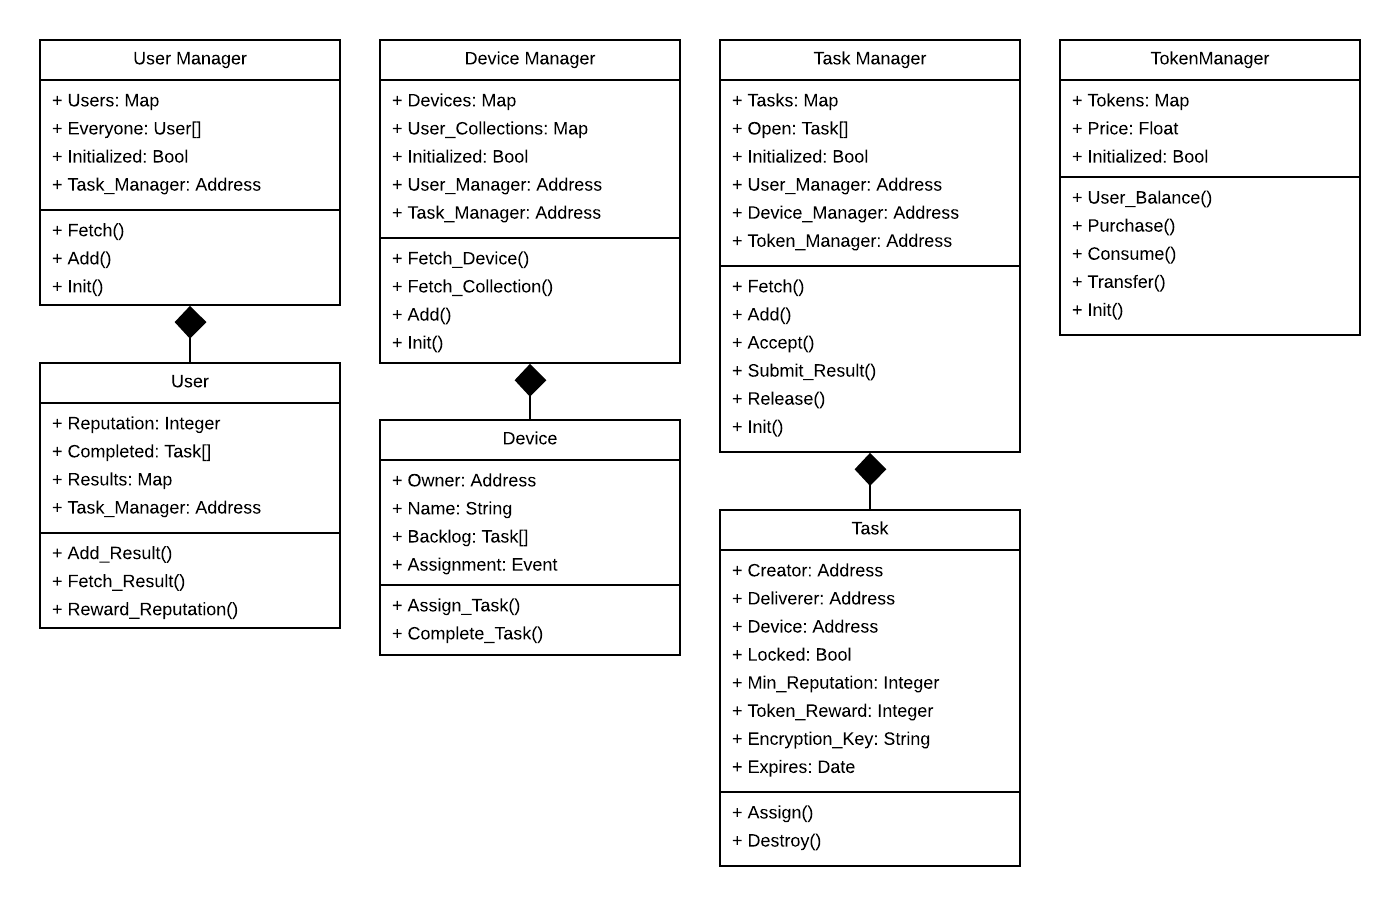 User Manager
+ Users: Map
+ Everyone: User[]
+ Initialized: Bool
+ Task_Manager: Address
+ Fetch()
+ Add()
+ Init()
User
+ Reputation: Integer
+ Completed: Task[]
+ Results: Map
+ Task_Manager: Address
+ Add_Result()
+ Fetch_Result()
+ Reward_Reputation()
Device Manager
+ Devices: Map
+ User_Collections: Map
+ Initialized: Bool
+ User_Manager: Address
+ Task_Manager: Address
+ Fetch_Device()
+ Fetch_Collection()
+ Add()
+ Init()
Device
+ Owner: Address
+ Name: String
+ Backlog: Task[]
+ Assignment: Event
+ Assign_Task()
+ Complete_Task()
Task Manager
+ Tasks: Map
+ Open: Task[]
+ Initialized: Bool
+ User_Manager: Address
+ Device_Manager: Address
+ Token_Manager: Address
+ Fetch()
+ Add()
+ Accept()
+ Submit_Result()
+ Release()
+ Init()
Task
+ Creator: Address
+ Deliverer: Address
+ Device: Address
+ Locked: Bool
+ Min_Reputation: Integer
+ Token_Reward: Integer
+ Encryption_Key: String
+ Expires: Date
+ Assign()
+ Destroy()
TokenManager
+ Tokens: Map
+ Price: Float
+ Initialized: Bool
+ User_Balance()
+ Purchase()
+ Consume()
+ Transfer()
+ Init()